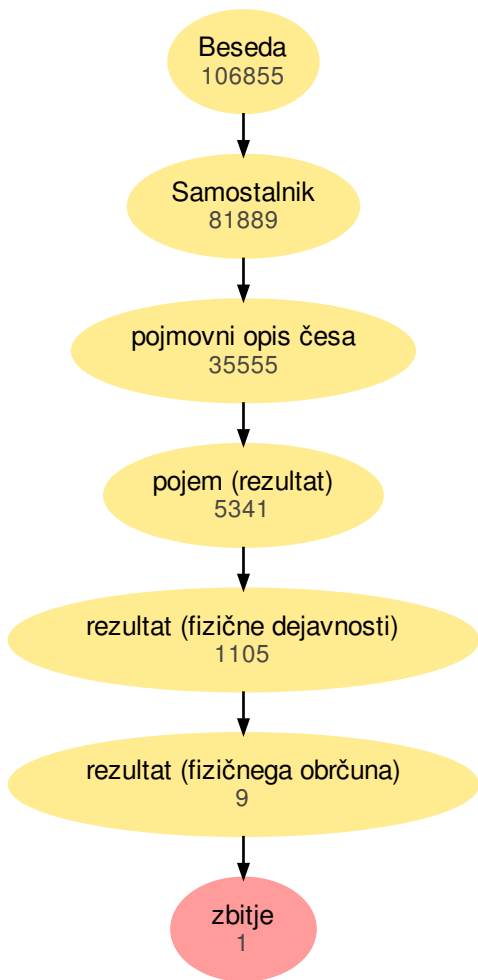 Beseda
106855
Samostalnik
81889
pojmovni opis česa
35555
pojem (rezultat)
5341
rezultat (fizične dejavnosti)
1105
rezultat (fizičnega obrčuna)
9
zbitje
1